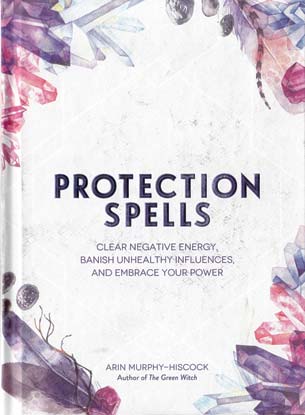 PROTECTION
SPELLS
CLEAR NEGATIVE ENERGY,
BANISH UNHEALTHY INFLUENCES,
AND EMBRACE YOUR POWER
ARIN MURPHY-HISCOCK
Author of The Green Witch